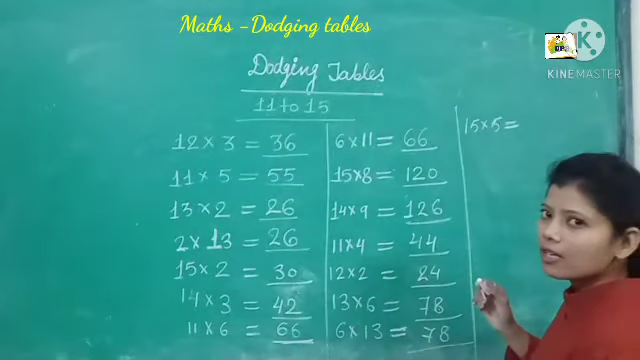 Maths -Dodging tables
KINEMASTER
Dodging Tables
11 to 15
12 × 3 = 36
11 × 5 = 55
13 × 2 = 26
2 × 13 = 26
15 × 2 = 30
14 × 3 = 42
11 × 6 = 66
6 × 11 = 66
15 × 8 = 120
14 × 9 = 126
11 × 4 = 44
12 × 2 = 24
13 × 6 = 78
6 × 13 = 78
15 × 5 =